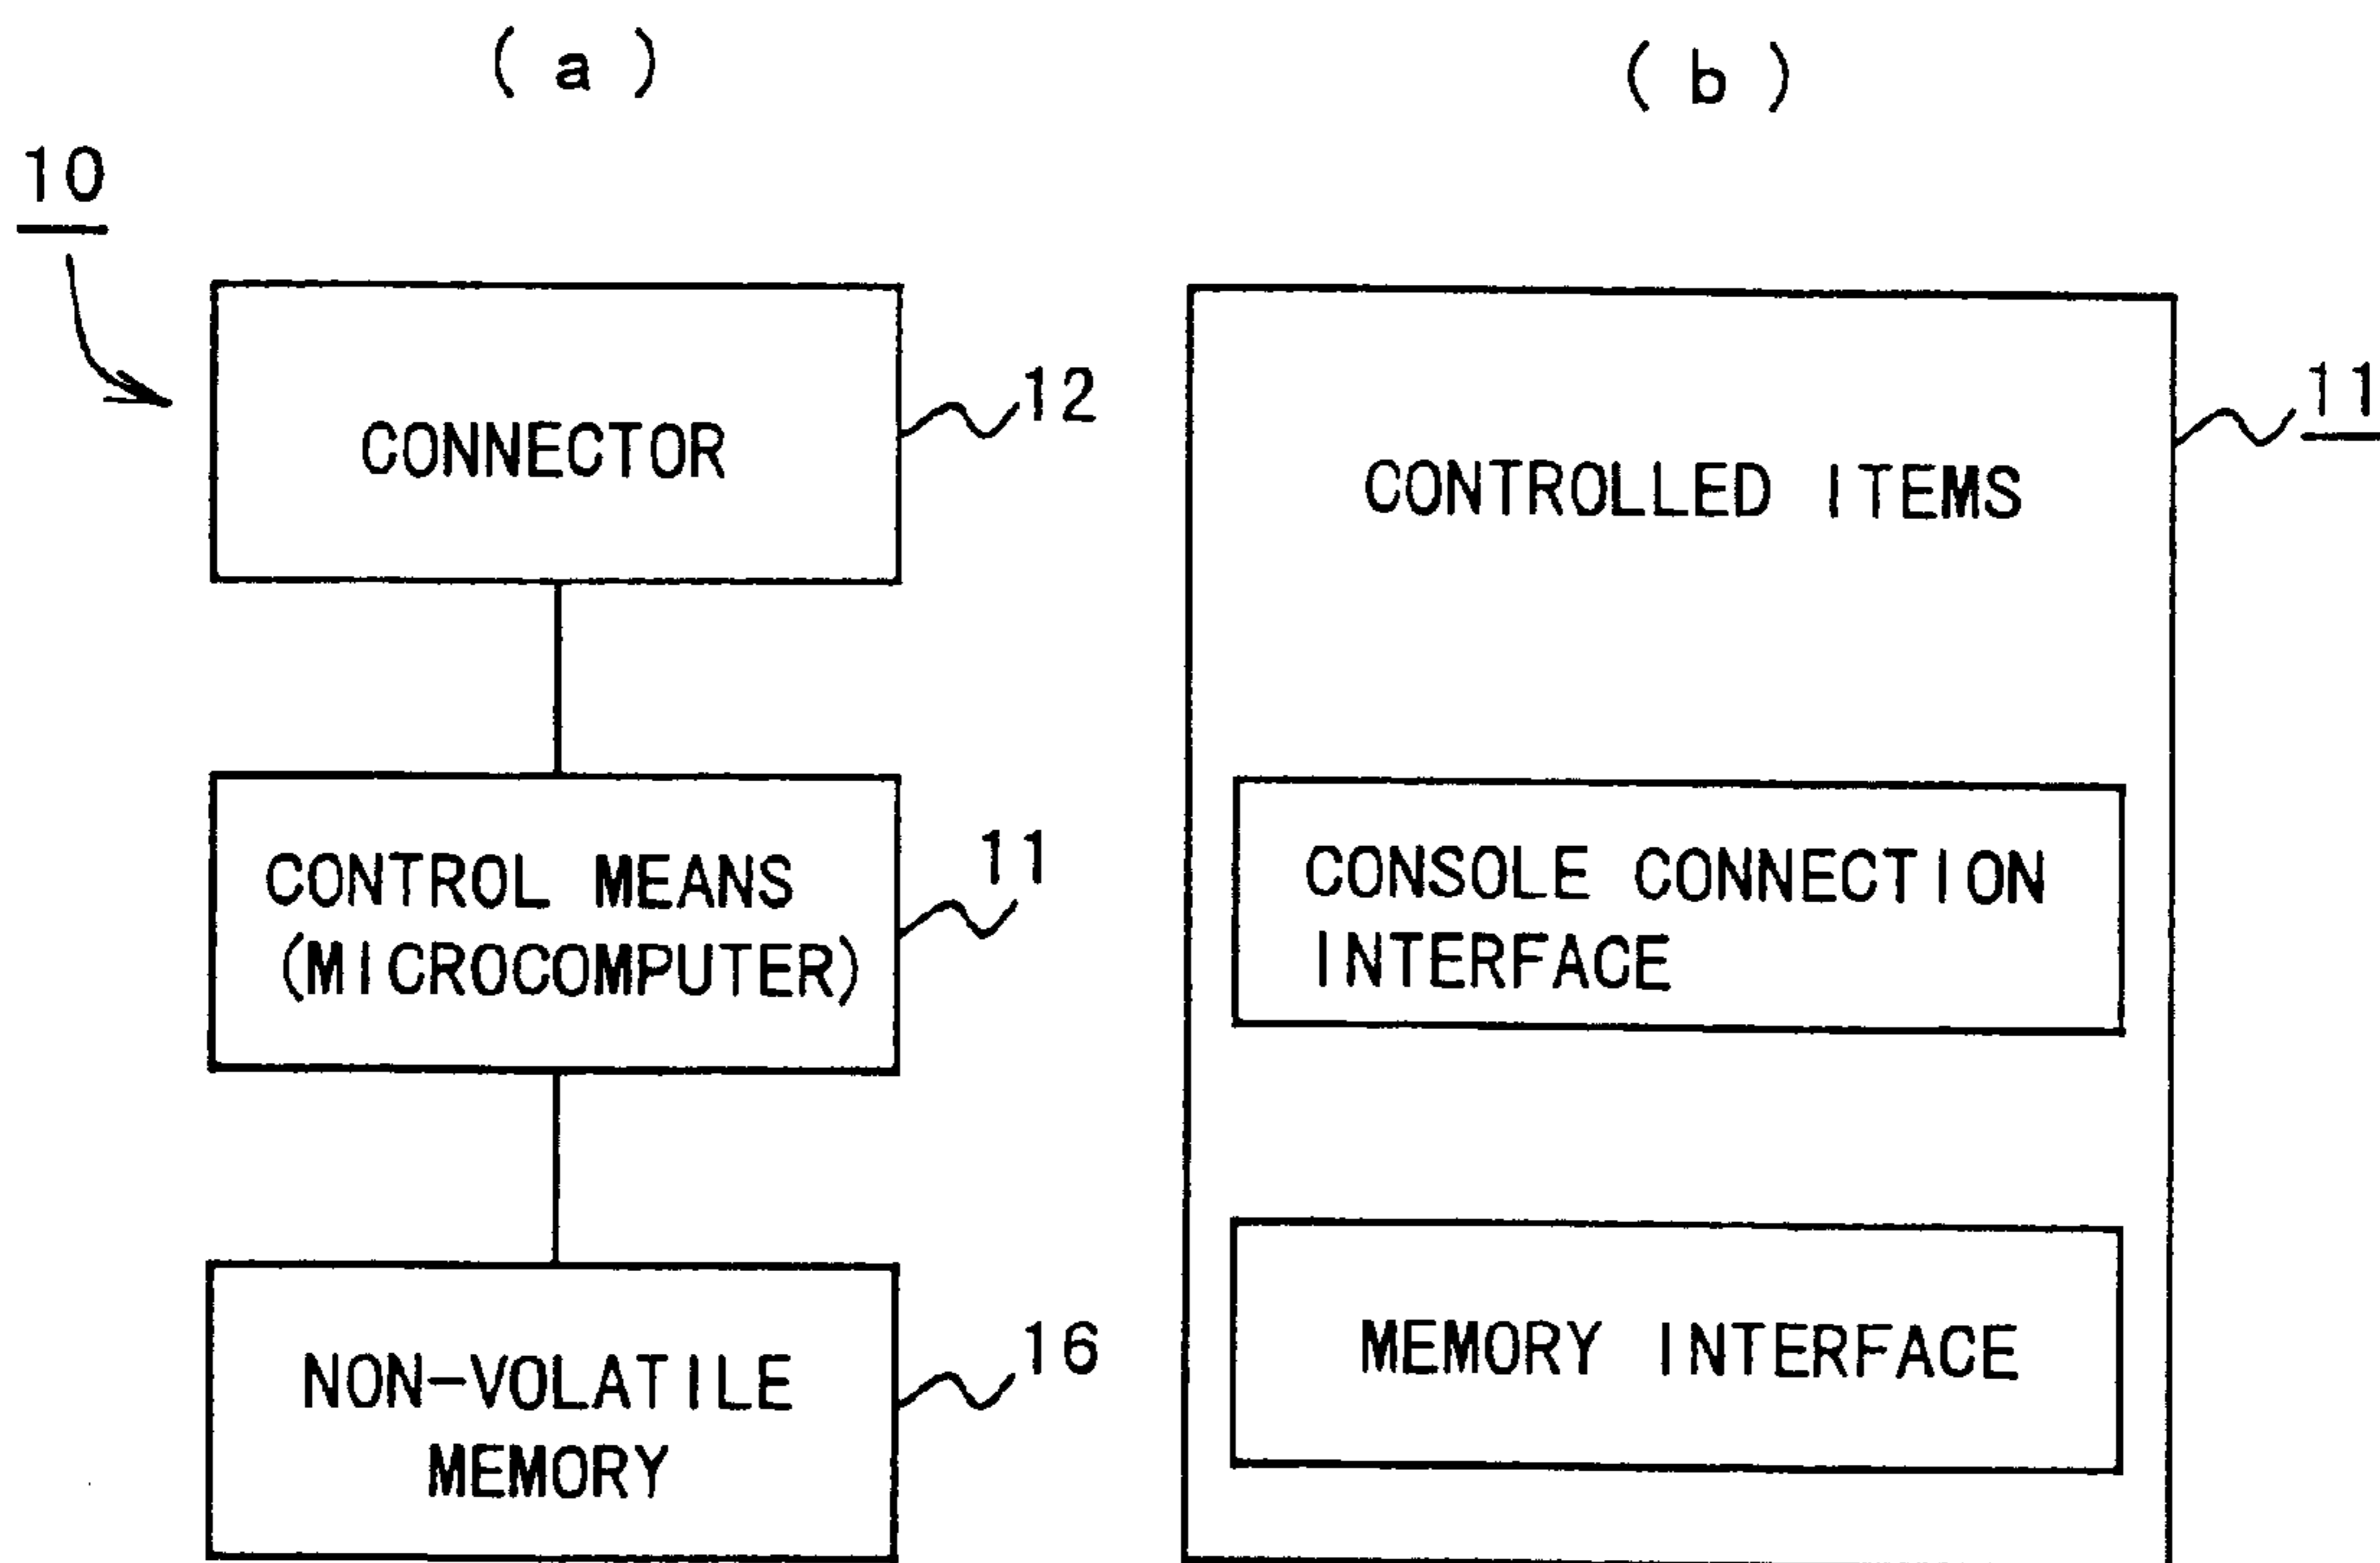 (a)
10
CONNECTOR
12
CONTROL MEANS
(MICROCOMPUTER)
11
NON-VOLATILE
MEMORY
16
(b)
CONTROLLED ITEMS
11
CONSOLE CONNECTION
INTERFACE
MEMORY INTERFACE